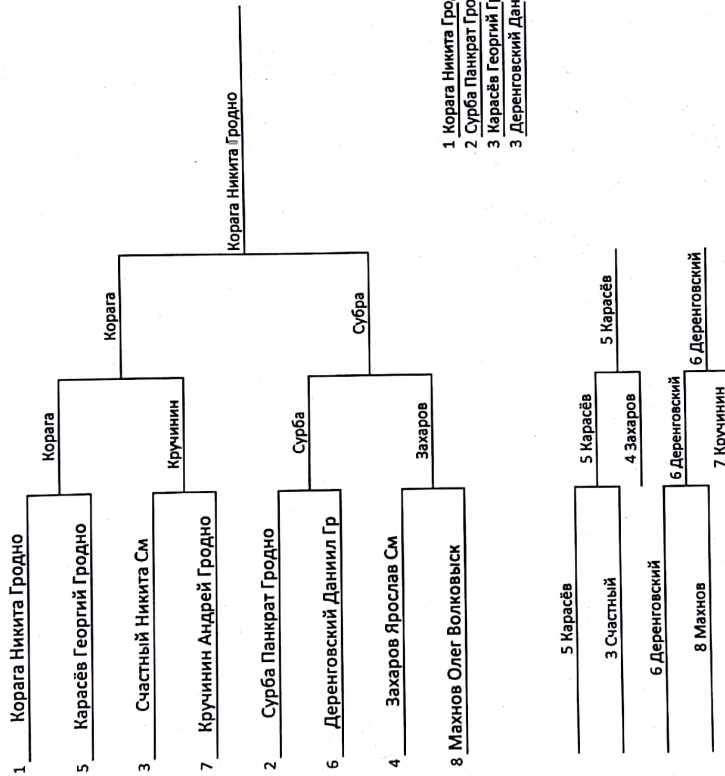 1 Корага Никита Гродно
5 Карасёв Георгий Гродно
3 Счастный Никита См
7 Кручинин Андрей Гродно
2 Сурба Панкрат Гродно
6 Деренговский Даниил Гр
4 Захаров Ярослав См
8 Махнов Олег Волковыск
Корага
Кручинин
Сурба
Захаров
Корага
Субра
Корага Никита Гродно
1 Корага Никита Гро
2 Сурба Панкрат Гро
3 Карасёв Георгий Г
3 Деренговский Дан
5 Карасёв
3 Счастный
6 Деренговский
8 Махнов
5 Карасёв
4 Захаров
6 Деренговский
7 Кручинин
5 Карасёв
6 Деренговский